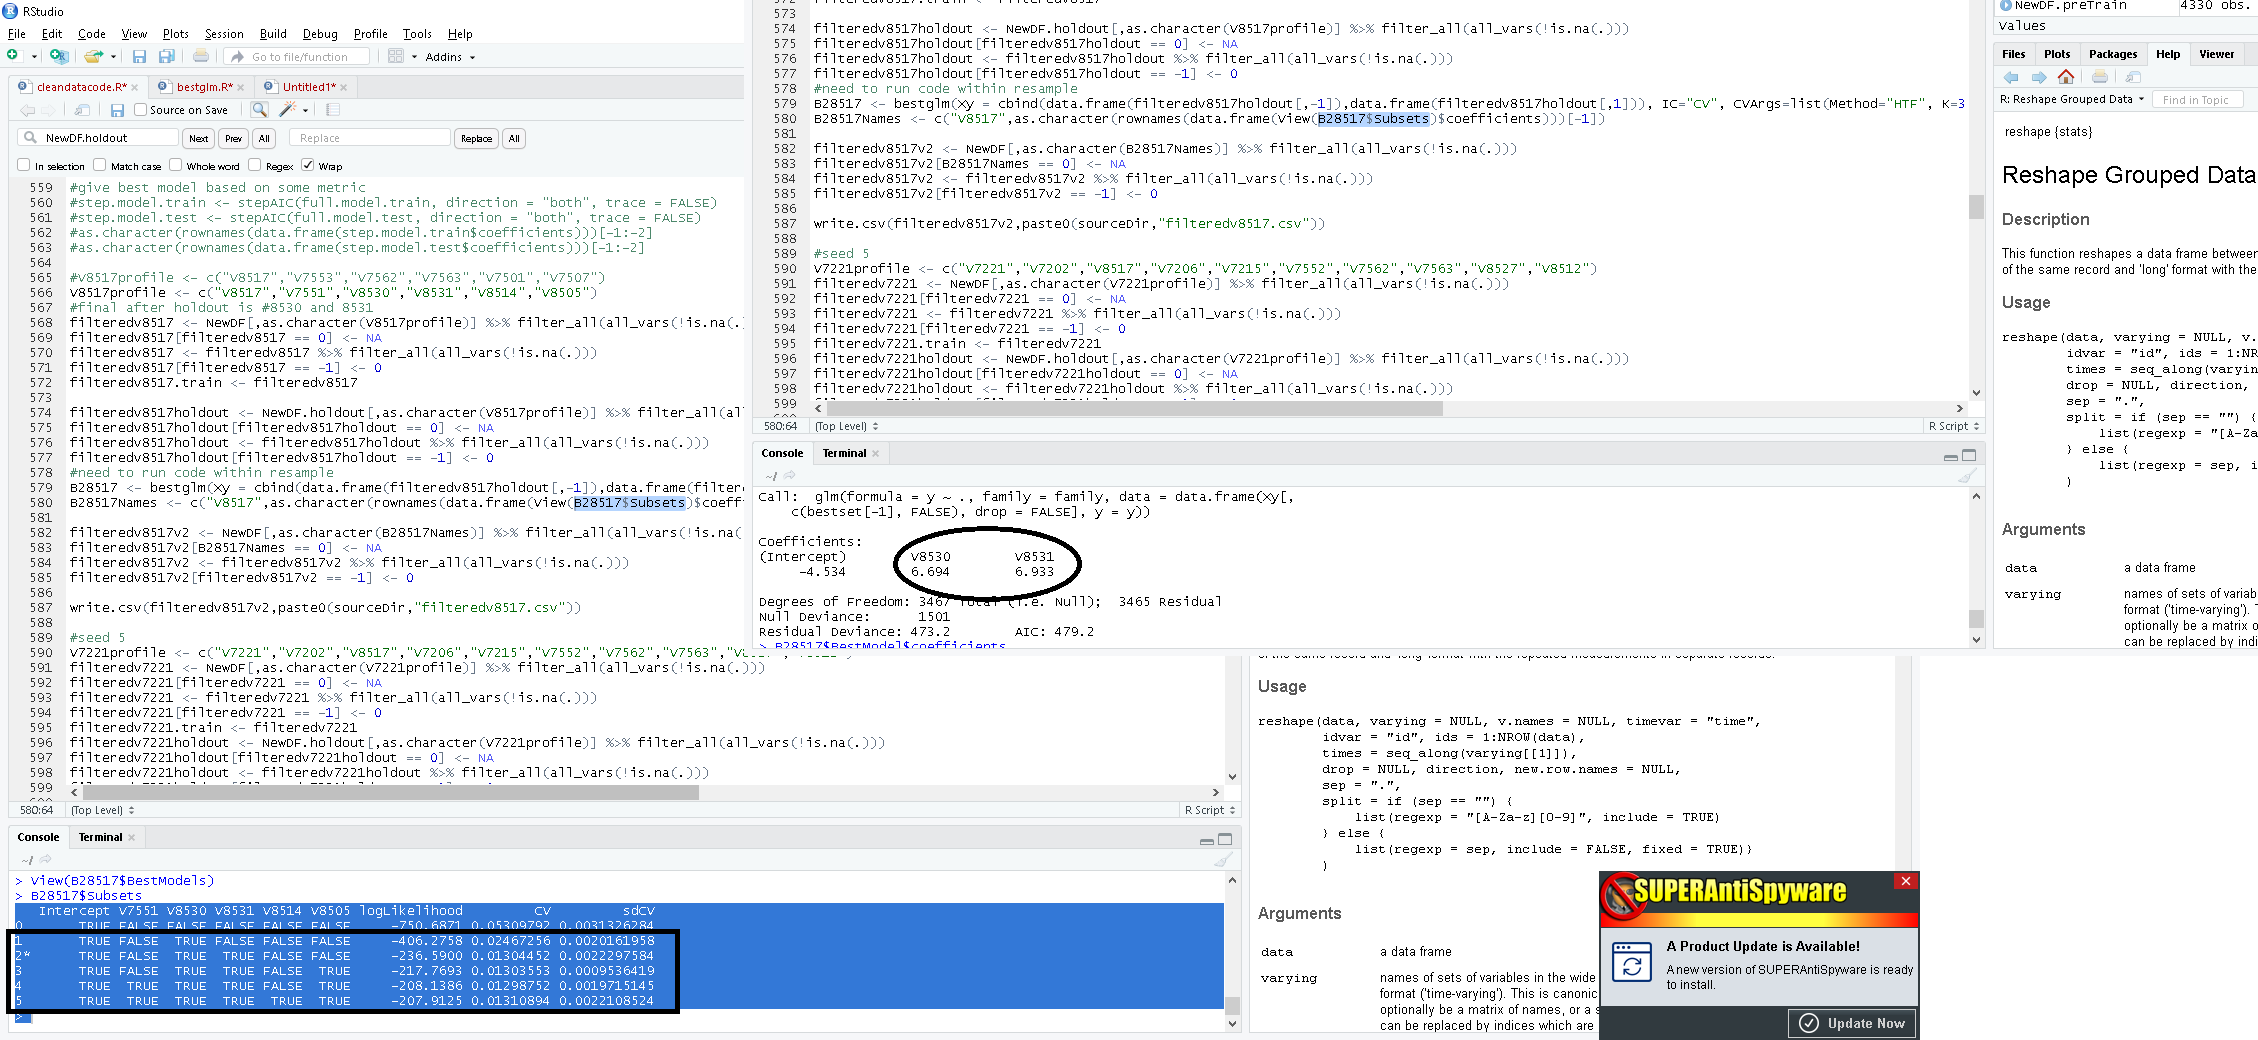 RStudio
File Edit Code View Plots Session Build Debug Profile Tools Help
Go to file/function Addins
cleandatacode.R* bestglm.R* Untitled1*
Source on Save
NewDF.holdout Next Prev All Replace Replace All
In selection Match case Whole word Regex Wrap
559 #give best model based on some metric
560 #step.model.train <- stepAIC(full.model.train, direction = "both", trace = FALSE)
561 #step.model.test <- stepAIC(full.model.test, direction = "both", trace = FALSE)
562 #as.character(rownames(data.frame(step.model.train$coefficients)))[-1:-2]
563 #as.character(rownames(data.frame(step.model.test$coefficients)))[-1:-2]
564
565 #v8517profile <- c("V8517","V7553","V7562","V7563","V7501","V7507")
566 v8517profile <- c("V8517","V7551","V8530","V8531","V8514","V8505")
567 #final after holdout is #8530 and 8531
568 filteredv8517 <- NewDF[,as.character(v8517profile)] %>% filter_all(all_vars(!is.na(.
569 filteredv8517[filteredv8517 == 0] <- NA
570 filteredv8517 <- filteredv8517 %>% filter_all(all_vars(!is.na(.)))
571 filteredv8517[filteredv8517 == -1] <- 0
572 filteredv8517.train <- filteredv8517
573
574 filteredv8517holdout <- NewDF.holdout[,as.character(v8517profile)] %>% filter_all(al
575 filteredv8517holdout[filteredv8517holdout == 0] <- NA
576 filteredv8517holdout <- filteredv8517holdout %>% filter_all(all_vars(!is.na(.)))
577 filteredv8517holdout[filteredv8517holdout == -1] <- 0
578 #need to run code within resample
579 B28517 <- bestglm(Xy = cbind(data.frame(filteredv8517holdout[,-1]),data.frame(filter
580 B28517Names <- c("V8517",as.character(rownames(data.frame(View(B28517$Subsets)$coeff
581
582 filteredv8517v2 <- NewDF[,as.character(B28517Names)] %>% filter_all(all_vars(!is.na(
583 filteredv8517v2[B28517Names == 0] <- NA
584 filteredv8517v2 <- filteredv8517v2 %>% filter_all(all_vars(!is.na(.)))
585 filteredv8517v2[filteredv8517v2 == -1] <- 0
586
587 write.csv(filteredv8517v2,paste0(sourceDir,"filteredv8517.csv"))
588
589 #seed 5
590 v7221profile <- c("V7221","V7202","V8517","V7206","V7215","V7552","V7562","V7563",
591 filteredv7221 <- NewDF[,as.character(v7221profile)] %>% filter_all(all_vars(!is.na(.)))
592 filteredv7221[filteredv7221 == 0] <- NA
593 filteredv7221 <- filteredv7221 %>% filter_all(all_vars(!is.na(.)))
594 filteredv7221[filteredv7221 == -1] <- 0
595 filteredv7221.train <- filteredv7221
596 filteredv7221holdout <- NewDF.holdout[,as.character(v7221profile)] %>% filter_all(all_vars(!is.na(.)))
597 filteredv7221holdout[filteredv7221holdout == 0] <- NA
598 filteredv7221holdout <- filteredv7221holdout %>% filter_all(all_vars(!is.na(.)))
599
580:64 (Top Level) R Script
Console Terminal
~/
> View(B28517$BestModels)
> B28517$Subsets
Intercept V7551 V8530 V8531 V8514 V8505 logLikelihood CV sdCV
0 TRUE FALSE FALSE FALSE FALSE FALSE -750.6871 0.05309792 0.0031326284
1 TRUE FALSE TRUE FALSE FALSE FALSE -406.2758 0.02467256 0.0020161958
2* TRUE FALSE TRUE TRUE FALSE FALSE -236.5900 0.01304452 0.0022297584
3 TRUE FALSE TRUE TRUE FALSE TRUE -217.7693 0.01303553 0.0009536419
4 TRUE TRUE TRUE TRUE FALSE TRUE -208.1386 0.01298752 0.0019715145
5 TRUE TRUE TRUE TRUE TRUE TRUE -207.9125 0.01310894 0.0022108524
>
573
574 filteredv8517holdout <- NewDF.holdout[,as.character(v8517profile)] %>% filter_all(all_vars(!is.na(.)))
575 filteredv8517holdout[filteredv8517holdout == 0] <- NA
576 filteredv8517holdout <- filteredv8517holdout %>% filter_all(all_vars(!is.na(.)))
577 filteredv8517holdout[filteredv8517holdout == -1] <- 0
578 #need to run code within resample
579 B28517 <- bestglm(Xy = cbind(data.frame(filteredv8517holdout[,-1]),data.frame(filteredv8517holdout[,1])), IC="CV", CVArgs=list(Method="HTF", K=3
580 B28517Names <- c("V8517",as.character(rownames(data.frame(View(B28517$Subsets)$coefficients)))[-1])
581
582 filteredv8517v2 <- NewDF[,as.character(B28517Names)] %>% filter_all(all_vars(!is.na(.)))
583 filteredv8517v2[B28517Names == 0] <- NA
584 filteredv8517v2 <- filteredv8517v2 %>% filter_all(all_vars(!is.na(.)))
585 filteredv8517v2[filteredv8517v2 == -1] <- 0
586
587 write.csv(filteredv8517v2,paste0(sourceDir,"filteredv8517.csv"))
588
589 #seed 5
590 v7221profile <- c("V7221","V7202","V8517","V7206","V7215","V7552","V7562","V7563","V8527","V8512")
591 filteredv7221 <- NewDF[,as.character(v7221profile)] %>% filter_all(all_vars(!is.na(.)))
592 filteredv7221[filteredv7221 == 0] <- NA
593 filteredv7221 <- filteredv7221 %>% filter_all(all_vars(!is.na(.)))
594 filteredv7221[filteredv7221 == -1] <- 0
595 filteredv7221.train <- filteredv7221
596 filteredv7221holdout <- NewDF.holdout[,as.character(v7221profile)] %>% filter_all(all_vars(!is.na(.)))
597 filteredv7221holdout[filteredv7221holdout == 0] <- NA
598 filteredv7221holdout <- filteredv7221holdout %>% filter_all(all_vars(!is.na(.)))
599
580:64 (Top Level) R Script
Console Terminal
~/
Call: glm(formula = y ~ ., family = family, data = data.frame(Xy[,
c(bestset[-1], FALSE), drop = FALSE], y = y))
Coefficients:
(Intercept) V8530 V8531
-4.534 6.694 6.933
Degrees of Freedom: 3467 Total (i.e. Null); 3465 Residual
Null Deviance: 1501
Residual Deviance: 473.2 AIC: 479.2
> B28517$BestModel$coefficients
NewDF.preTrain 4330 obs.
Values
Files Plots Packages Help Viewer
R: Reshape Grouped Data Find in Topic
reshape {stats}
Reshape Grouped Data
Description
This function reshapes a data frame between
of the same record and 'long' format with the
Usage
reshape(data, varying = NULL, v.
idvar = "id", ids = 1:NR
times = seq_along(varyin
drop = NULL, direction,
sep = ".",
split = if (sep == "") {
list(regexp = "[A-Za
} else {
list(regexp = sep, i
)
Arguments
data a data frame
varying names of sets of variab
format ('time-varying').
optionally be a matrix o
can be replaced by indi
of the same record and 'long' format with the repeated measurements in separate records.
Usage
reshape(data, varying = NULL, v.names = NULL, timevar = "time",
idvar = "id", ids = 1:NROW(data),
times = seq_along(varying[[1]]),
drop = NULL, direction, new.row.names = NULL,
sep = ".",
split = if (sep == "") {
list(regexp = "[A-Za-z][0-9]", include = TRUE)
} else {
list(regexp = sep, include = FALSE, fixed = TRUE)}
)
Arguments
data a data frame
varying names of sets of variables in the wide
format ('time-varying'). This is canonic
optionally be a matrix of names, or a s
can be replaced by indices which are
SUPERAntiSpyware
A Product Update is Available!
A new version of SUPERAntiSpyware is ready
to install.
Update Now